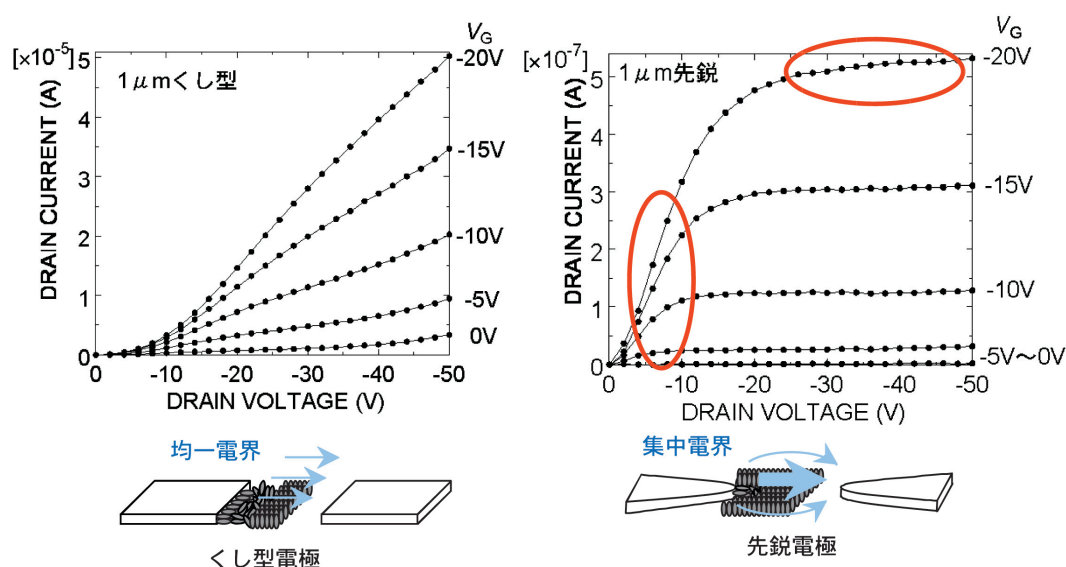 [×10⁻⁵]
1μmくし型
DRAIN CURRENT (A)
5
4
3
2
1
0
0 -10 -20 -30 -40 -50
DRAIN VOLTAGE (V)
V_G
-20V
-15V
-10V
-5V
0V
均一電界
くし型電極
[×10⁻⁷]
1μm先鋭
DRAIN CURRENT (A)
5
4
3
2
1
0
0 -10 -20 -30 -40 -50
DRAIN VOLTAGE (V)
V_G
-20V
-15V
-10V
-5V～0V
集中電界
先鋭電極